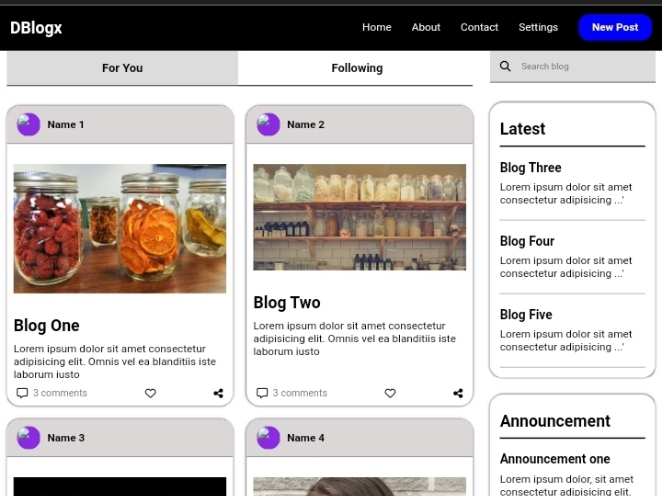 DBlogx
Home About Contact Settings New Post
For You Following
Search blog
Name 1
Blog One
Lorem ipsum dolor sit amet consectetur
adipisicing elit. Omnis vel ea blanditiis iste
laborum iusto
3 comments
Name 2
Blog Two
Lorem ipsum dolor sit amet consectetur
adipisicing elit. Omnis vel ea blanditiis iste
laborum iusto
3 comments
Name 3
Name 4
Latest
Blog Three
Lorem ipsum dolor sit amet
consectetur adipisicing ...'
Blog Four
Lorem ipsum dolor sit amet
consectetur adipisicing ...'
Blog Five
Lorem ipsum dolor sit amet
consectetur adipisicing ...'
Announcement
Announcement one
Lorem ipsum dolor, sit amet
consectetur adipisicing elit.